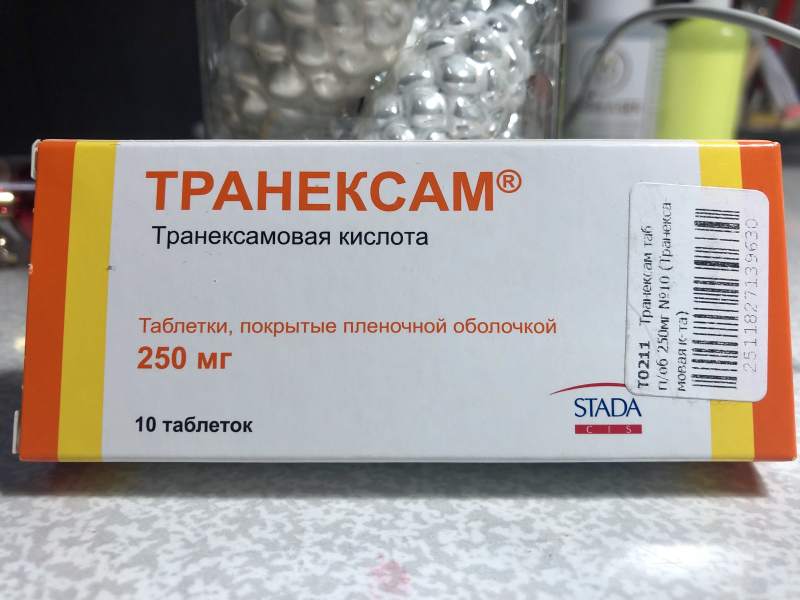 ТРАНЕКСАМ®
Транексамовая кислота
Таблетки, покрытые пленочной оболочкой
250 мг
10 таблеток
STADA
CIS
T0211 Транексам таб
п/об 250мг №10 (Транекса
мовая к-та)
2511827139630